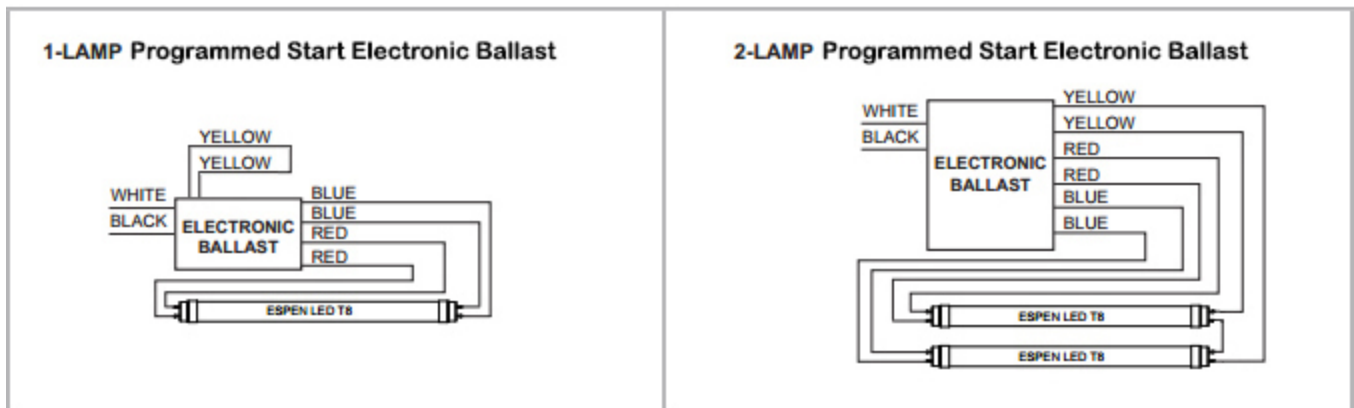 1-LAMP Programmed Start Electronic Ballast
YELLOW
YELLOW
WHITE
BLACK
ELECTRONIC
BALLAST
BLUE
BLUE
RED
RED
ESPEN LED T8
2-LAMP Programmed Start Electronic Ballast
WHITE
BLACK
ELECTRONIC
BALLAST
YELLOW
YELLOW
RED
RED
BLUE
BLUE
ESPEN LED T8
ESPEN LED T8